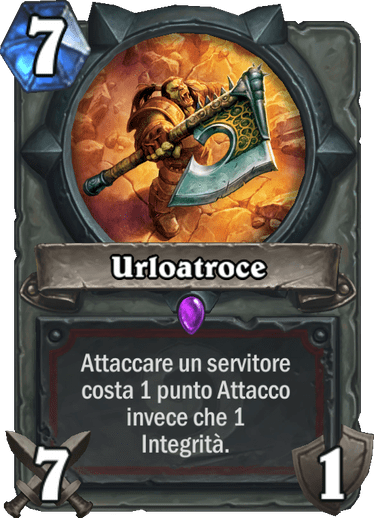 7
Urloatroce
Attaccare un servitore
costa 1 punto Attacco
invece che 1
Integrità.
7
1